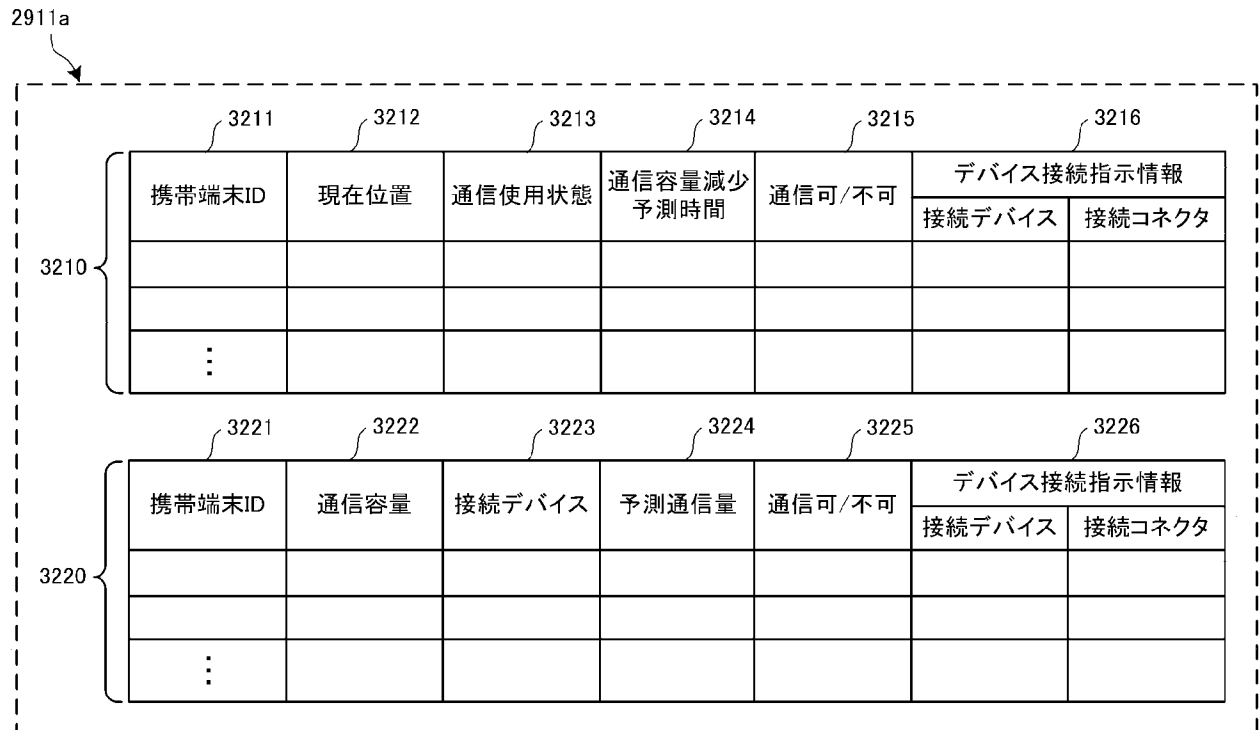 2911a
3211 3212 3213 3214 3215 3216
携帯端末ID 現在位置 通信使用状態 通信容量減少 通信可/不可 デバイス接続指示情報
予測時間
接続デバイス 接続コネクタ
3210
⋮
3221 3222 3223 3224 3225 3226
携帯端末ID 通信容量 接続デバイス 予測通信量 通信可/不可 デバイス接続指示情報
接続デバイス 接続コネクタ
3220
⋮